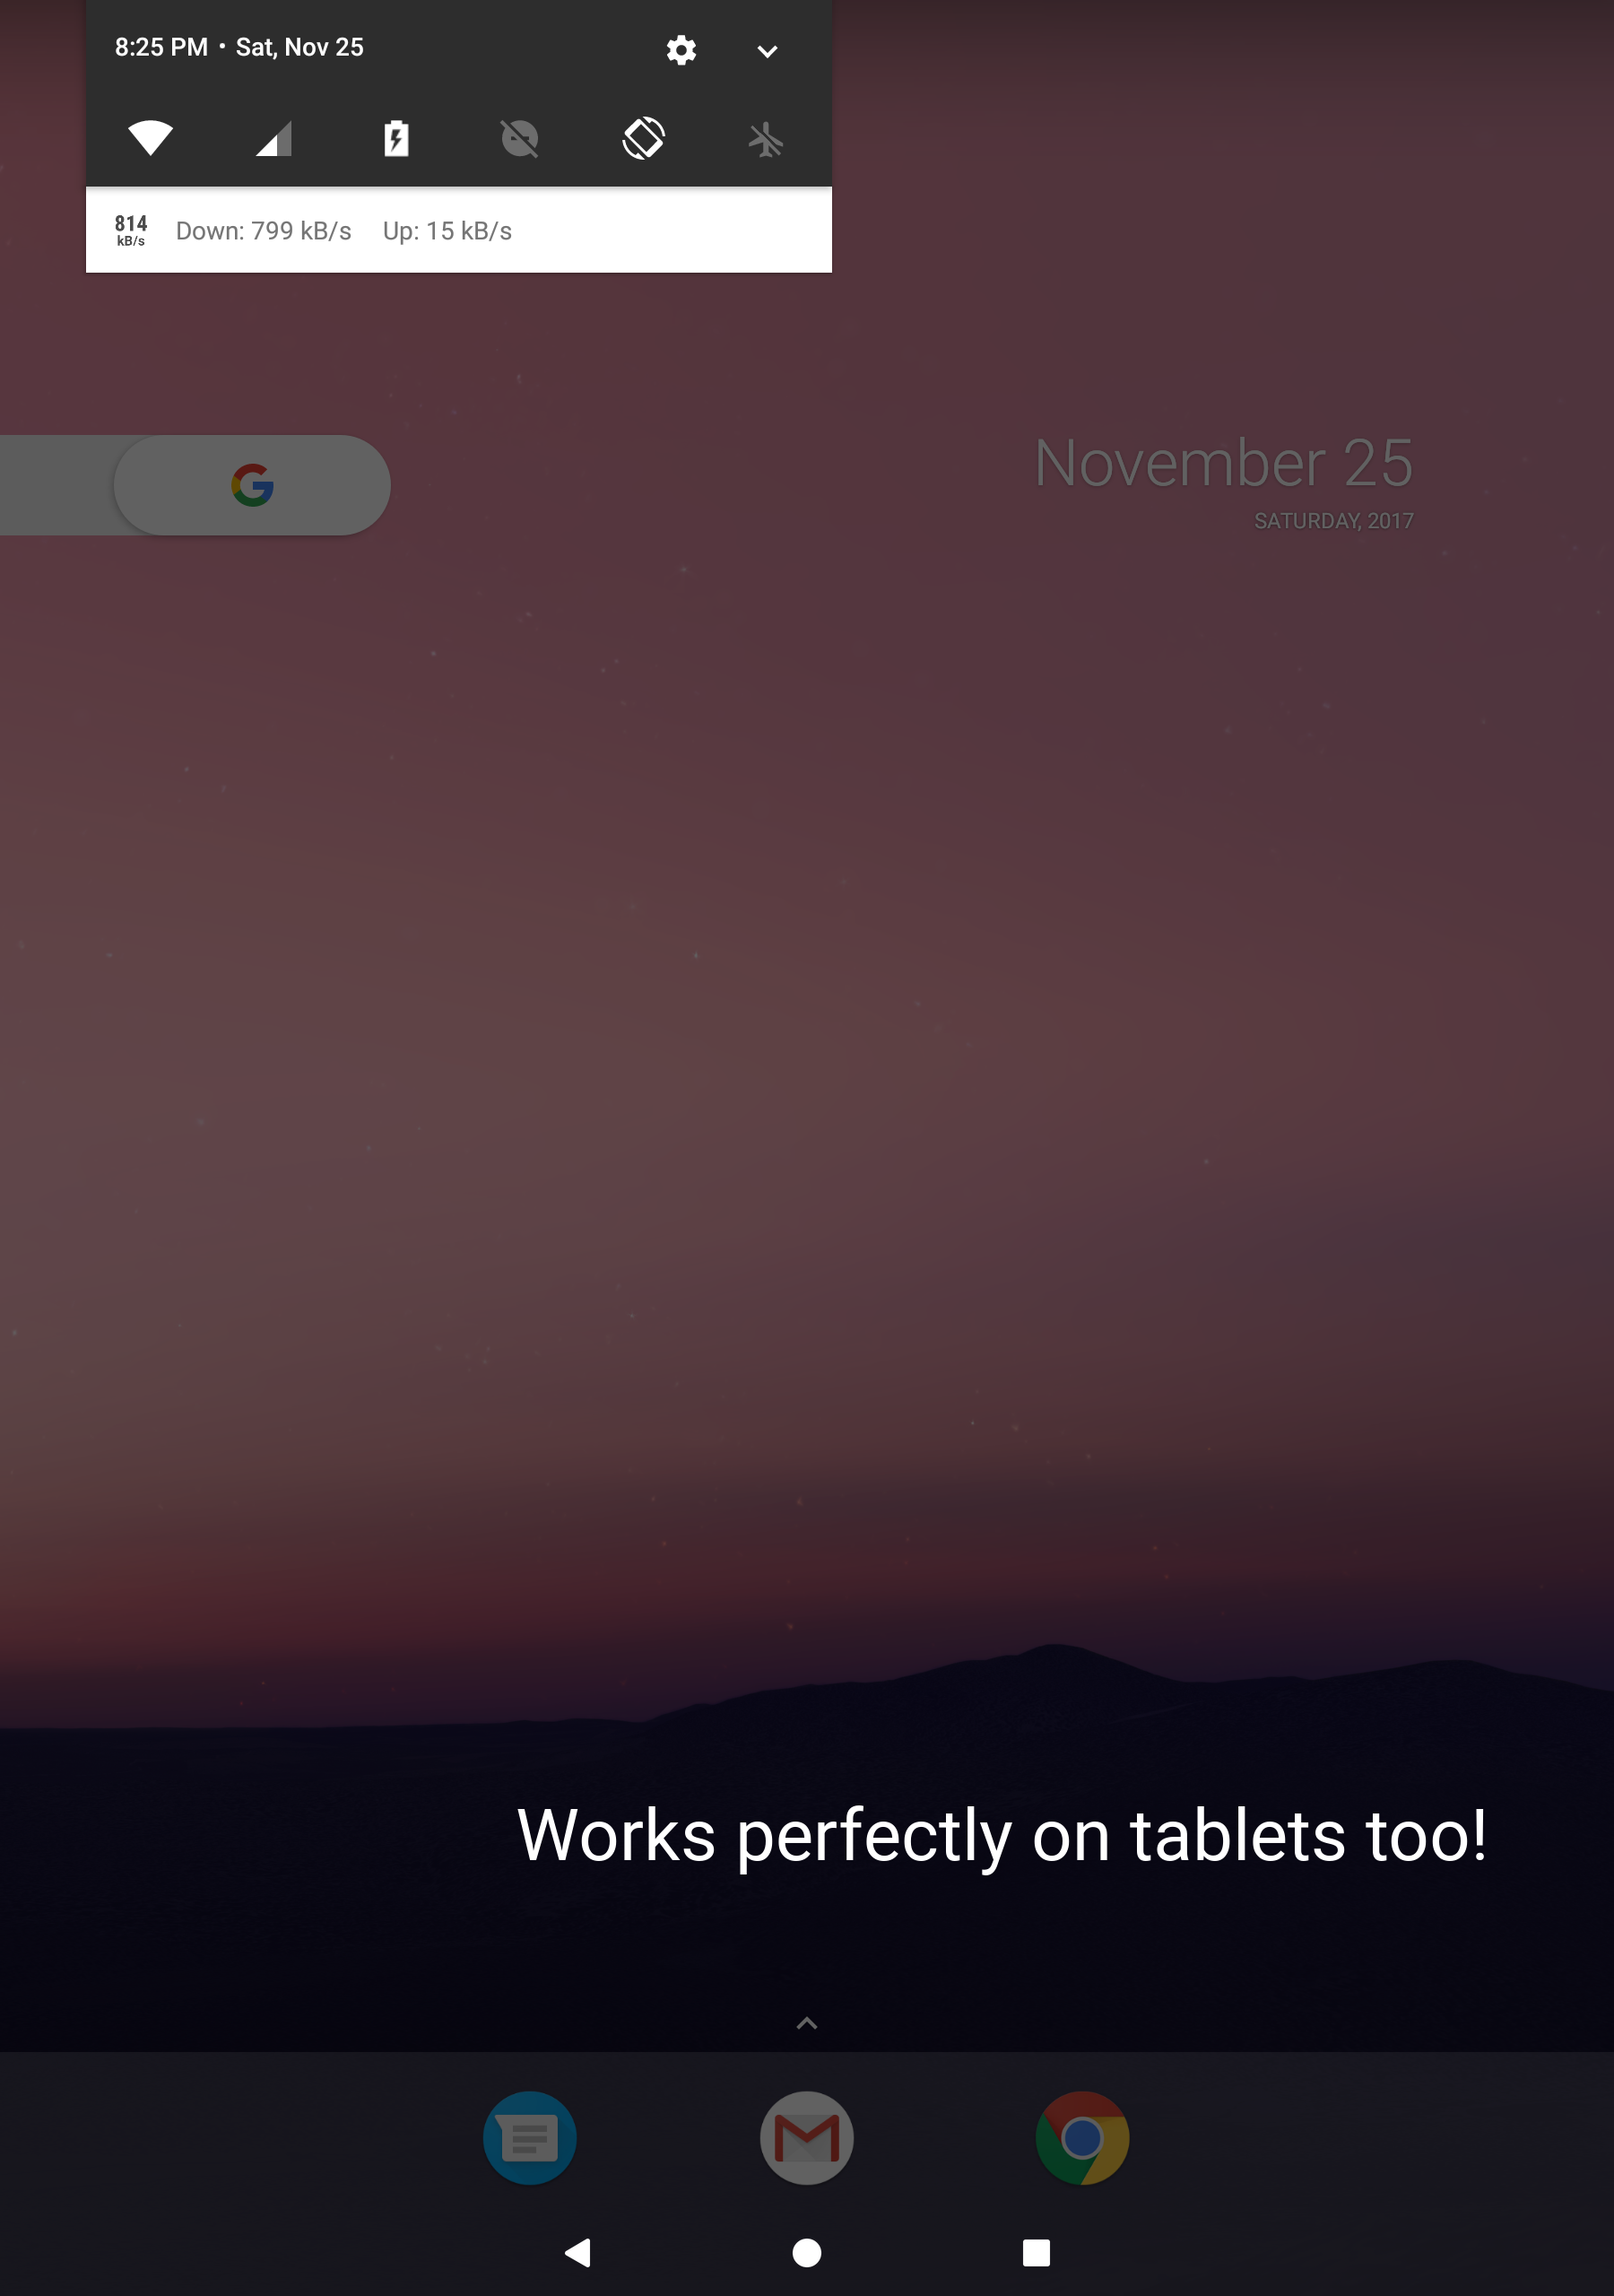 8:25 PM • Sat, Nov 25
814
kB/s
Down: 799 kB/s Up: 15 kB/s
November 25
SATURDAY, 2017
Works perfectly on tablets too!